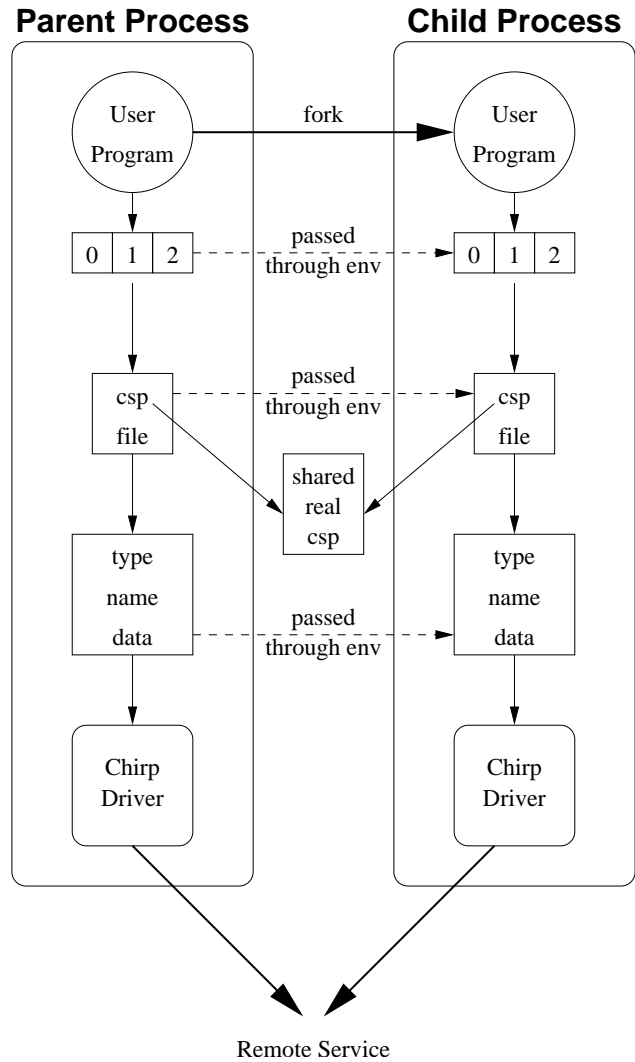 Parent Process
Child Process
User
Program
fork
User
Program
0 1 2
passed
through env
0 1 2
csp
file
passed
through env
csp
file
shared
real
csp
type
name
data
passed
through env
type
name
data
Chirp
Driver
Chirp
Driver
Remote Service